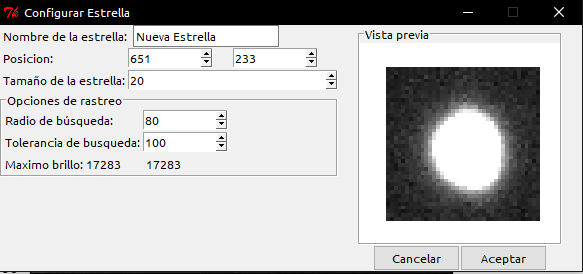 Configurar Estrella
Nombre de la estrella: Nueva Estrella
Posicion: 651 233
Tamaño de la estrella: 20
Opciones de rastreo
Radio de búsqueda: 80
Tolerancia de busqueda: 100
Maximo brillo: 17283 17283
Vista previa
Cancelar Aceptar